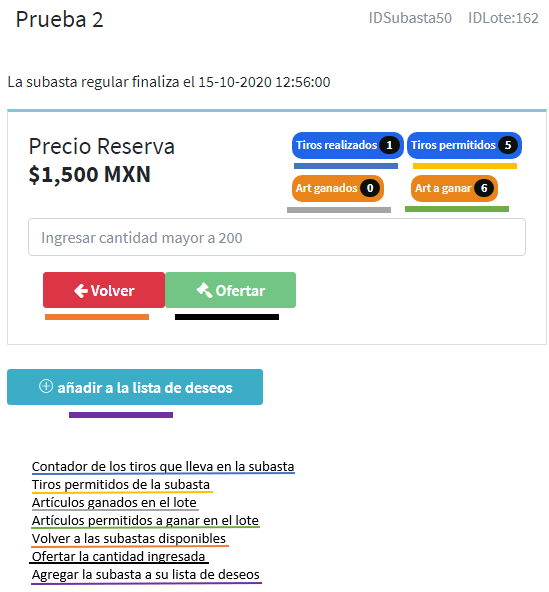 Prueba 2
IDSubasta50 IDLote:162
La subasta regular finaliza el 15-10-2020 12:56:00
Precio Reserva
$1,500 MXN
Tiros realizados 1
Tiros permitidos 5
Art ganados 0
Art a ganar 6
Ingresar cantidad mayor a 200
Volver
Ofertar
añadir a la lista de deseos
Contador de los tiros que lleva en la subasta
Tiros permitidos de la subasta
Artículos ganados en el lote
Artículos permitidos a ganar en el lote
Volver a las subastas disponibles
Ofertar la cantidad ingresada
Agregar la subasta a su lista de deseos